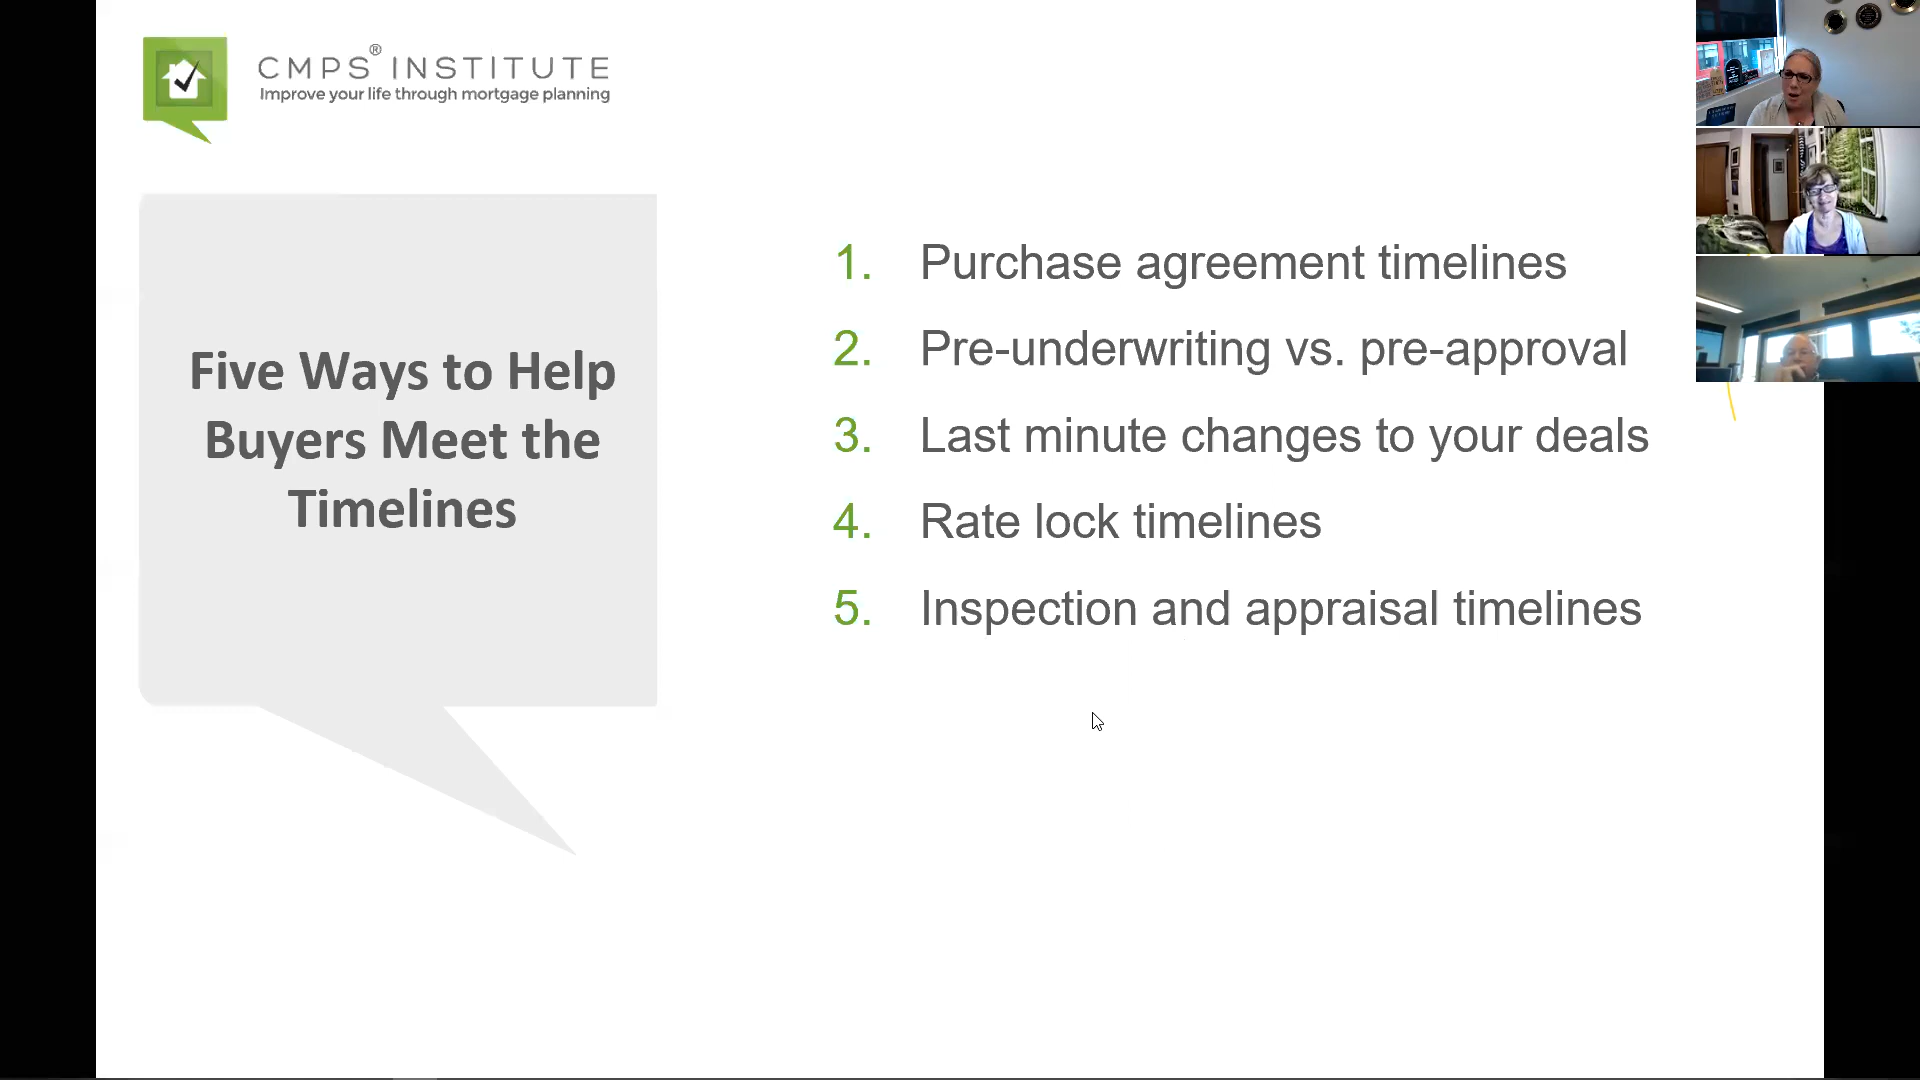 CMPS® INSTITUTE
Improve your life through mortgage planning
Five Ways to Help
Buyers Meet the
Timelines
1. Purchase agreement timelines
2. Pre-underwriting vs. pre-approval
3. Last minute changes to your deals
4. Rate lock timelines
5. Inspection and appraisal timelines